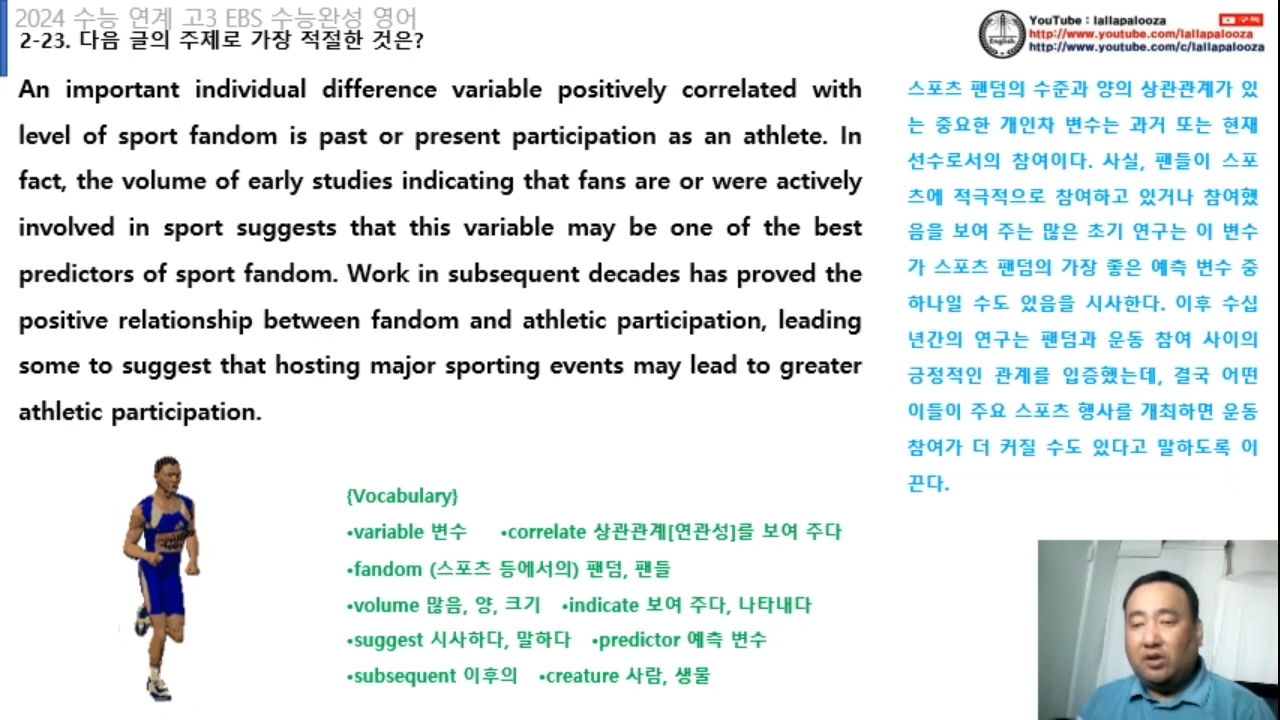 2024 수능 연계 고3 EBS 수능완성 영어
2-23. 다음 글의 주제로 가장 적절한 것은?
YouTube : lallapalooza
구독
http://www.youtube.com/lallapalooza
http://www.youtube.com/c/lallapalooza
English
An important individual difference variable positively correlated with
level of sport fandom is past or present participation as an athlete. In
fact, the volume of early studies indicating that fans are or were actively
involved in sport suggests that this variable may be one of the best
predictors of sport fandom. Work in subsequent decades has proved the
positive relationship between fandom and athletic participation, leading
some to suggest that hosting major sporting events may lead to greater
athletic participation.
스포츠 팬덤의 수준과 양의 상관관계가 있
는 중요한 개인차 변수는 과거 또는 현재
선수로서의 참여이다. 사실, 팬들이 스포
츠에 적극적으로 참여하고 있거나 참여했
음을 보여 주는 많은 초기 연구는 이 변수
가 스포츠 팬덤의 가장 좋은 예측 변수 중
하나일 수도 있음을 시사한다. 이후 수십
년간의 연구는 팬덤과 운동 참여 사이의
긍정적인 관계를 입증했는데, 결국 어떤
이들이 주요 스포츠 행사를 개최하면 운동
참여가 더 커질 수도 있다고 말하도록 이
끈다.
{Vocabulary}
•variable 변수 •correlate 상관관계[연관성]를 보여 주다
•fandom (스포츠 등에서의) 팬덤, 팬들
•volume 많음, 양, 크기 •indicate 보여 주다, 나타내다
•suggest 시사하다, 말하다 •predictor 예측 변수
•subsequent 이후의 •creature 사람, 생물